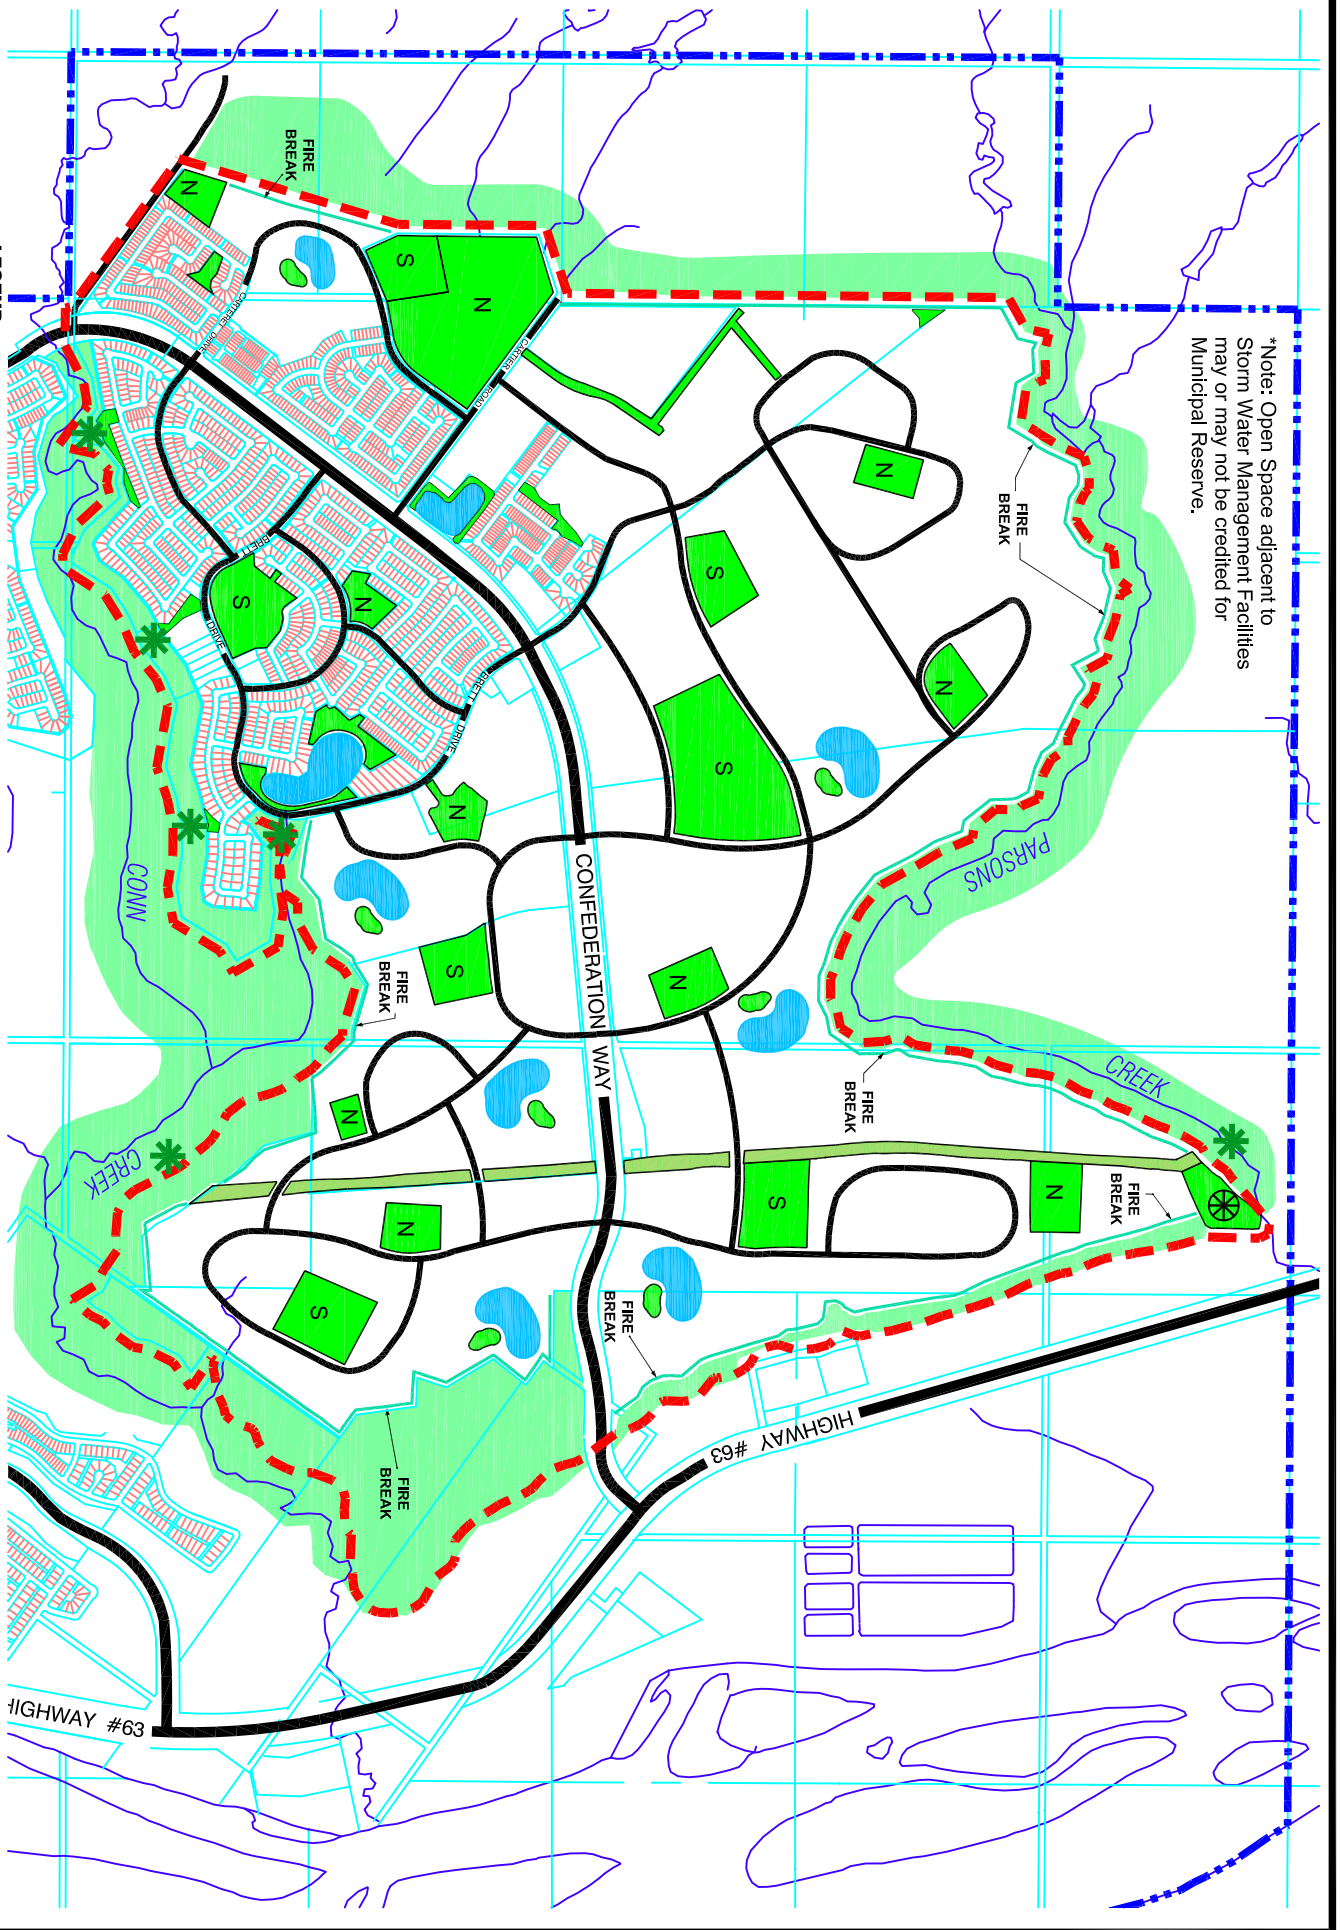 *Note: Open Space adjacent to
Storm Water Management Facilities
may or may not be credited for
Municipal Reserve.
FIRE
BREAK
N
S
N
CARTIER ROAD
N
FIRE
BREAK
BRETT
S
DRIVE
N
S
N
BRETT
DRIVE
S
N
PARSONS
CONN
CONFEDERATION WAY
S
N
FIRE
BREAK
FIRE
BREAK
CREEK
N
CREEK
S
N
FIRE
BREAK
N
S
FIRE
BREAK
HIGHWAY #63
FIRE
BREAK
HIGHWAY #63